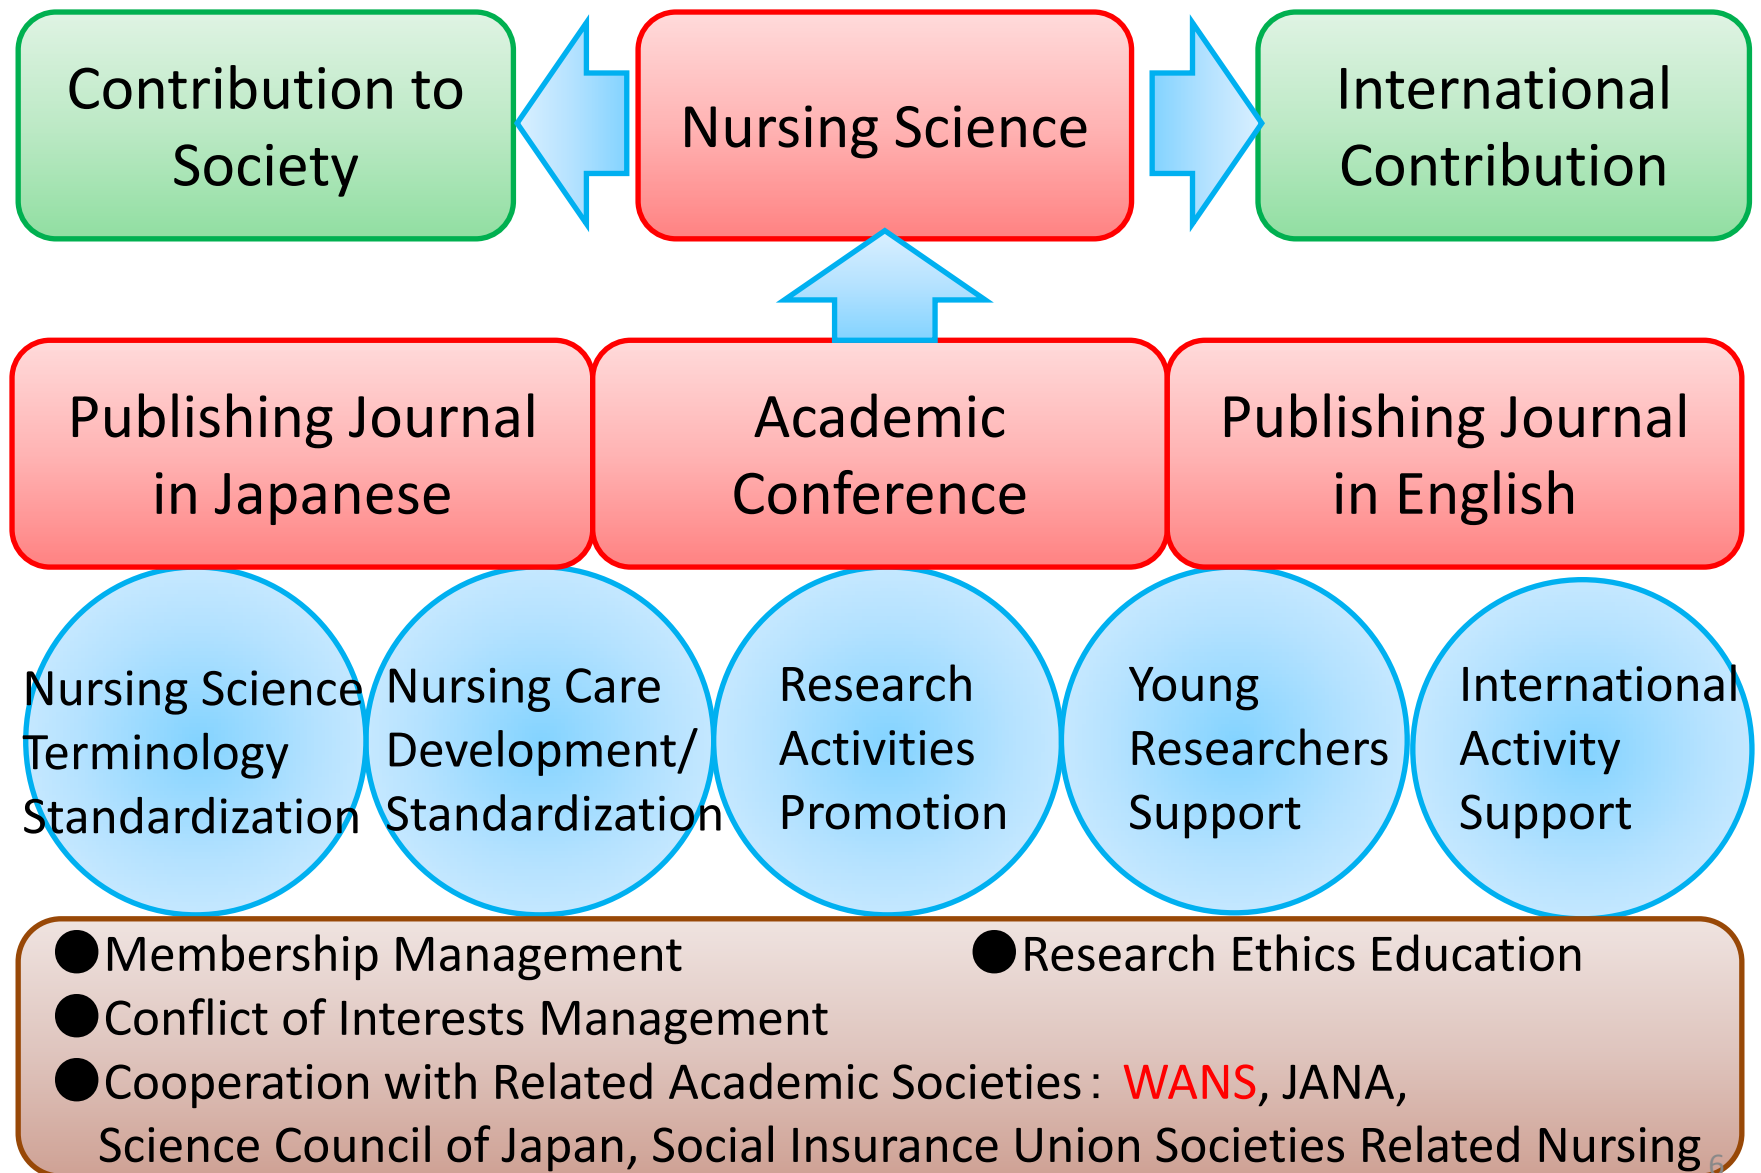 Contribution to
Society
Nursing Science
International
Contribution
Publishing Journal
in Japanese
Academic
Conference
Publishing Journal
in English
Nursing Science
Terminology
Standardization
Nursing Care
Development/
Standardization
Research
Activities
Promotion
Young
Researchers
Support
International
Activity
Support
●Membership Management
●Research Ethics Education
●Conflict of Interests Management
●Cooperation with Related Academic Societies: WANS, JANA,
Science Council of Japan, Social Insurance Union Societies Related Nursing
6